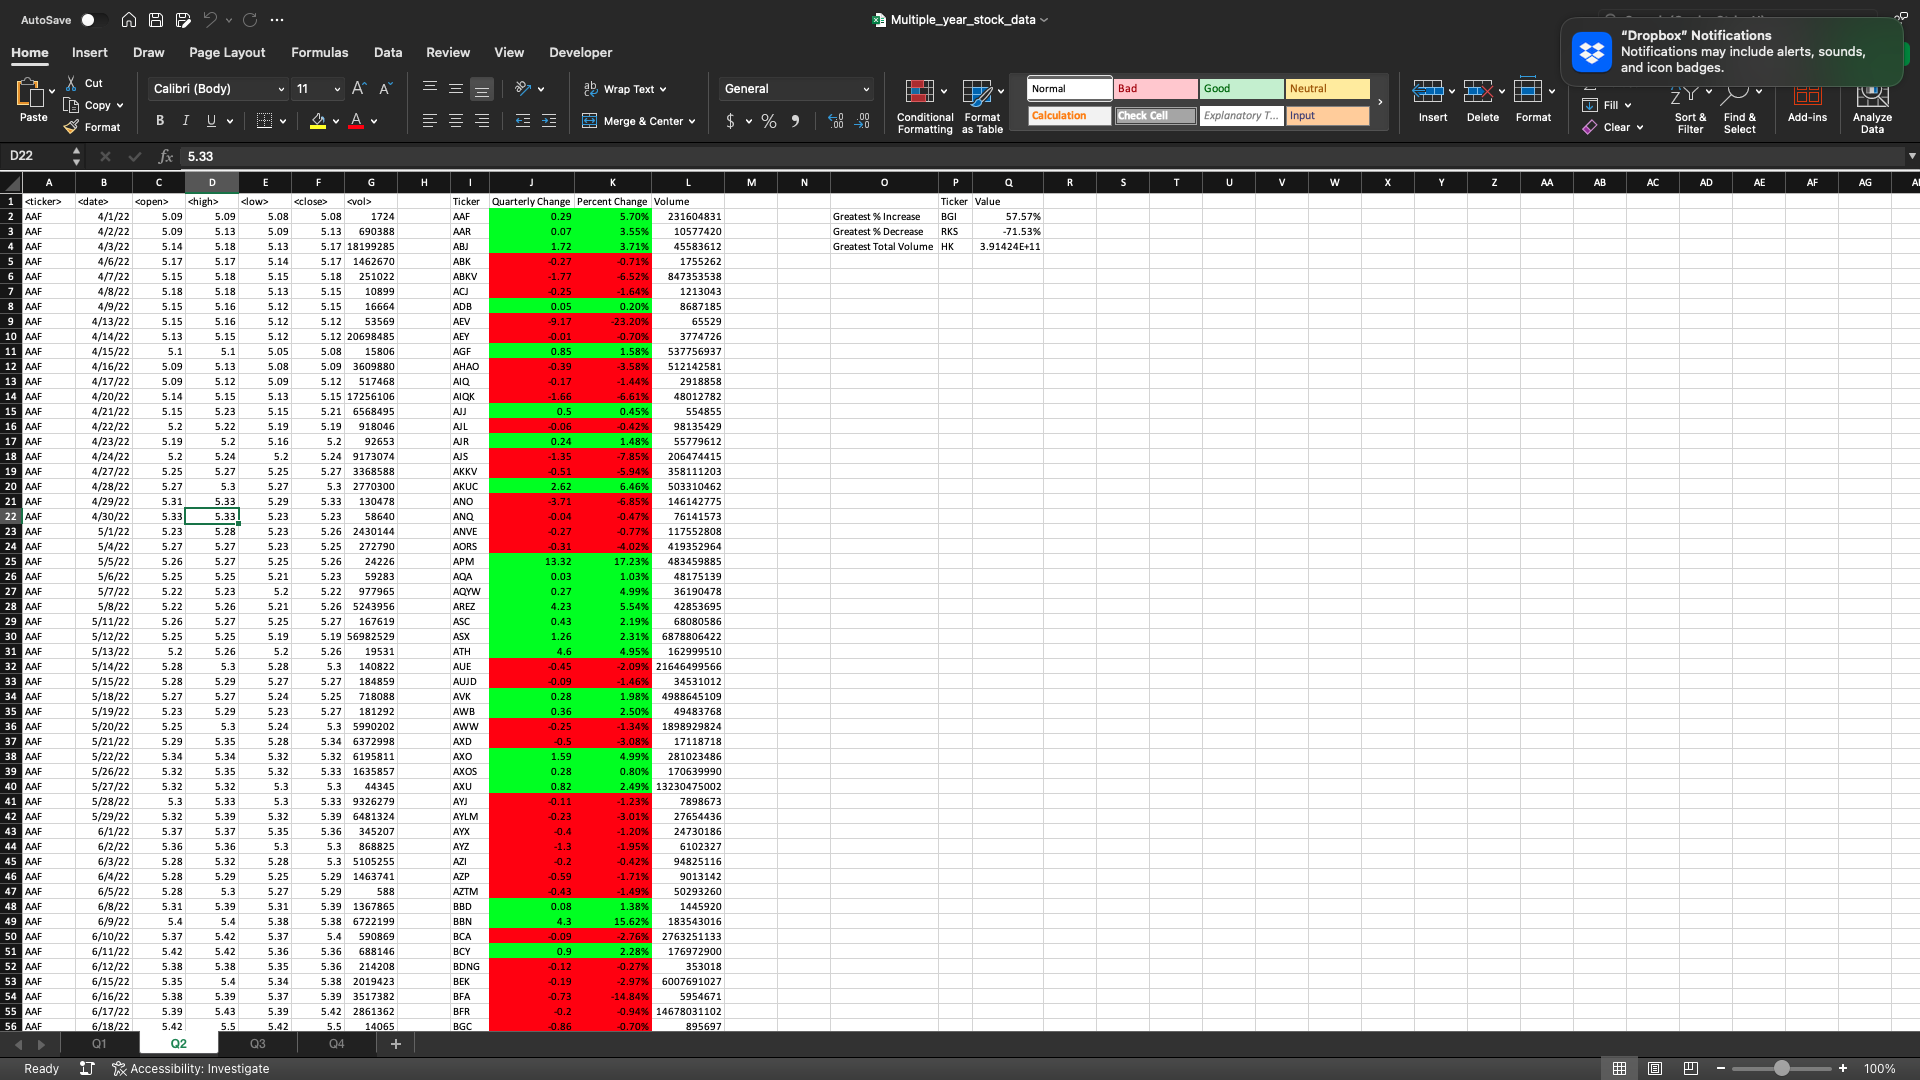 AutoSave
Multiple_year_stock_data
"Dropbox" Notifications
Notifications may include alerts, sounds,
and icon badges.
Home Insert Draw Page Layout Formulas Data Review View Developer
Paste Cut Copy Format
Calibri (Body) 11
B I U
Wrap Text
Merge & Center
General
$ % 9
Conditional Formatting
Format as Table
Normal Bad Good Neutral
Calculation Check Cell Explanatory T... Input
Insert Delete Format
Fill
Clear
Sort & Filter
Find & Select
Add-ins
Analyze Data
D22 fx 5.33
A B C D E F G H I J K L M N O P Q R S T U V W X Y Z AA AB AC AD AE AF AG
1 <ticker> <date> <open> <high> <low> <close> <vol> Ticker Quarterly Change Percent Change Volume Ticker Value
2 AAF 4/1/22 5.09 5.09 5.08 5.08 1724 AAF 0.29 5.70% 231604831 Greatest % Increase BGI 57.57%
3 AAF 4/2/22 5.09 5.13 5.09 5.13 690388 AAR 0.07 3.55% 10577420 Greatest % Decrease RKS -71.53%
4 AAF 4/3/22 5.14 5.18 5.13 5.17 18199285 ABJ 1.72 3.71% 45583612 Greatest Total Volume HK 3.91424E+11
5 AAF 4/6/22 5.17 5.17 5.14 5.17 1462670 ABK -0.27 -0.71% 1755262
6 AAF 4/7/22 5.15 5.18 5.15 5.18 251022 ABKV -1.77 -6.52% 847353538
7 AAF 4/8/22 5.18 5.18 5.13 5.15 10899 ACJ -0.25 -1.64% 1213043
8 AAF 4/9/22 5.15 5.16 5.12 5.15 16664 ADB 0.05 0.20% 8687185
9 AAF 4/13/22 5.15 5.16 5.12 5.12 53569 AEV -9.17 -23.20% 65529
10 AAF 4/14/22 5.13 5.15 5.12 5.12 20698485 AEY -0.01 -0.70% 3774726
11 AAF 4/15/22 5.1 5.1 5.05 5.08 15806 AGF 0.85 1.58% 537756937
12 AAF 4/16/22 5.09 5.13 5.08 5.09 3609880 AHAO -0.39 -3.58% 512142581
13 AAF 4/17/22 5.09 5.12 5.09 5.12 517468 AIQ -0.17 -1.44% 2918858
14 AAF 4/20/22 5.14 5.15 5.13 5.15 17256106 AIQK -1.66 -6.61% 48012782
15 AAF 4/21/22 5.15 5.23 5.15 5.21 6568495 AJJ 0.5 0.45% 554855
16 AAF 4/22/22 5.2 5.22 5.19 5.19 918046 AJL -0.06 -0.42% 98135429
17 AAF 4/23/22 5.19 5.2 5.16 5.2 92653 AJR 0.24 1.48% 55779612
18 AAF 4/24/22 5.2 5.24 5.2 5.24 9173074 AJS -1.35 -7.85% 206474415
19 AAF 4/27/22 5.25 5.27 5.25 5.27 3368588 AKKV -0.51 -5.94% 358111203
20 AAF 4/28/22 5.27 5.3 5.27 5.3 2770300 AKUC 2.62 6.46% 503310462
21 AAF 4/29/22 5.31 5.33 5.29 5.33 130478 ANO -3.71 -6.85% 146142775
22 AAF 4/30/22 5.33 5.33 5.23 5.23 58640 ANQ -0.04 -0.47% 76141573
23 AAF 5/1/22 5.23 5.28 5.23 5.26 2430144 ANVE -0.27 -0.77% 117552808
24 AAF 5/4/22 5.27 5.27 5.23 5.25 272790 AORS -0.31 -4.02% 419352964
25 AAF 5/5/22 5.26 5.27 5.25 5.26 24226 APM 13.32 17.23% 483459885
26 AAF 5/6/22 5.25 5.25 5.21 5.23 59283 AQA 0.03 1.03% 48175139
27 AAF 5/7/22 5.22 5.23 5.2 5.22 977965 AQYW 0.27 4.99% 36190478
28 AAF 5/8/22 5.22 5.26 5.21 5.26 5243956 AREZ 4.23 5.54% 42853695
29 AAF 5/11/22 5.26 5.27 5.25 5.27 167619 ASC 0.43 2.19% 68080586
30 AAF 5/12/22 5.25 5.25 5.19 5.19 56982529 ASX 1.26 2.31% 6878806422
31 AAF 5/13/22 5.2 5.26 5.2 5.26 19531 ATH 4.6 4.95% 162999510
32 AAF 5/14/22 5.28 5.3 5.28 5.3 140822 AUE -0.45 -2.09% 21646499566
33 AAF 5/15/22 5.28 5.29 5.27 5.27 184859 AUJD -0.09 -1.46% 34531012
34 AAF 5/18/22 5.27 5.27 5.24 5.25 718088 AVK 0.28 1.98% 4988645109
35 AAF 5/19/22 5.23 5.29 5.23 5.27 181292 AWB 0.36 2.50% 49483768
36 AAF 5/20/22 5.25 5.3 5.24 5.3 5990202 AWW -0.25 -1.34% 1898929824
37 AAF 5/21/22 5.29 5.35 5.28 5.34 6372998 AXD -0.5 -3.08% 17118718
38 AAF 5/22/22 5.34 5.34 5.32 5.32 6195811 AXO 1.59 4.99% 281023486
39 AAF 5/26/22 5.32 5.35 5.32 5.33 1635857 AXOS 0.28 0.80% 170639990
40 AAF 5/27/22 5.32 5.32 5.3 5.3 44345 AXU 0.82 2.49% 13230475002
41 AAF 5/28/22 5.3 5.33 5.3 5.33 9326279 AYJ -0.11 -1.23% 7898673
42 AAF 5/29/22 5.32 5.39 5.32 5.39 6481324 AYLM -0.23 -3.01% 27654436
43 AAF 6/1/22 5.37 5.37 5.35 5.36 345207 AYX -0.4 -1.20% 24730186
44 AAF 6/2/22 5.36 5.36 5.3 5.3 868825 AYZ -1.3 -1.95% 6102327
45 AAF 6/3/22 5.28 5.32 5.28 5.3 5105255 AZI -0.2 -0.42% 94825116
46 AAF 6/4/22 5.28 5.29 5.25 5.29 1463741 AZP -0.59 -1.71% 9013142
47 AAF 6/5/22 5.28 5.3 5.27 5.29 588 AZTM -0.43 -1.49% 50293260
48 AAF 6/8/22 5.31 5.39 5.31 5.39 1367865 BBD 0.08 1.38% 1445920
49 AAF 6/9/22 5.4 5.4 5.38 5.38 6722199 BBN 4.3 15.62% 183543016
50 AAF 6/10/22 5.37 5.42 5.37 5.4 590869 BCA -0.09 -2.76% 2763251133
51 AAF 6/11/22 5.42 5.42 5.36 5.36 688146 BCY 0.9 2.28% 176972900
52 AAF 6/12/22 5.38 5.38 5.35 5.36 214208 BDNG -0.12 -0.27% 353018
53 AAF 6/15/22 5.35 5.4 5.34 5.38 2019423 BEK -0.19 -2.97% 6007691027
54 AAF 6/16/22 5.38 5.39 5.37 5.39 3517382 BFA -0.73 -14.84% 5954671
55 AAF 6/17/22 5.39 5.43 5.39 5.42 2861362 BFR -0.2 -0.94% 14678031102
56 AAF 6/18/22 5.42 5.5 5.42 5.5 14065 BGC -0.86 -0.70% 895697
Q1 Q2 Q3 Q4 +
Ready Accessibility: Investigate 100%